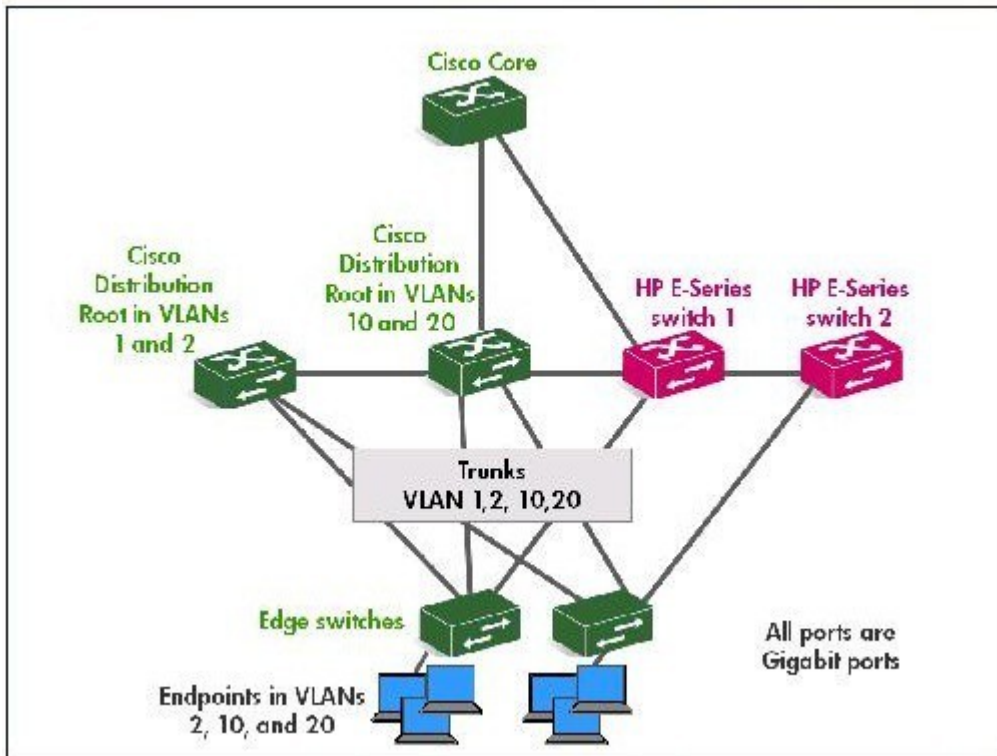 Cisco Core
Cisco
Distribution
Root in VLANs
1 and 2
Cisco
Distribution
Root in VLANs
10 and 20
HP E-Series
switch 1
HP E-Series
switch 2
Trunks
VLAN 1,2, 10,20
Edge switches
All ports are
Gigabit ports
Endpoints in VLANs
2, 10, and 20